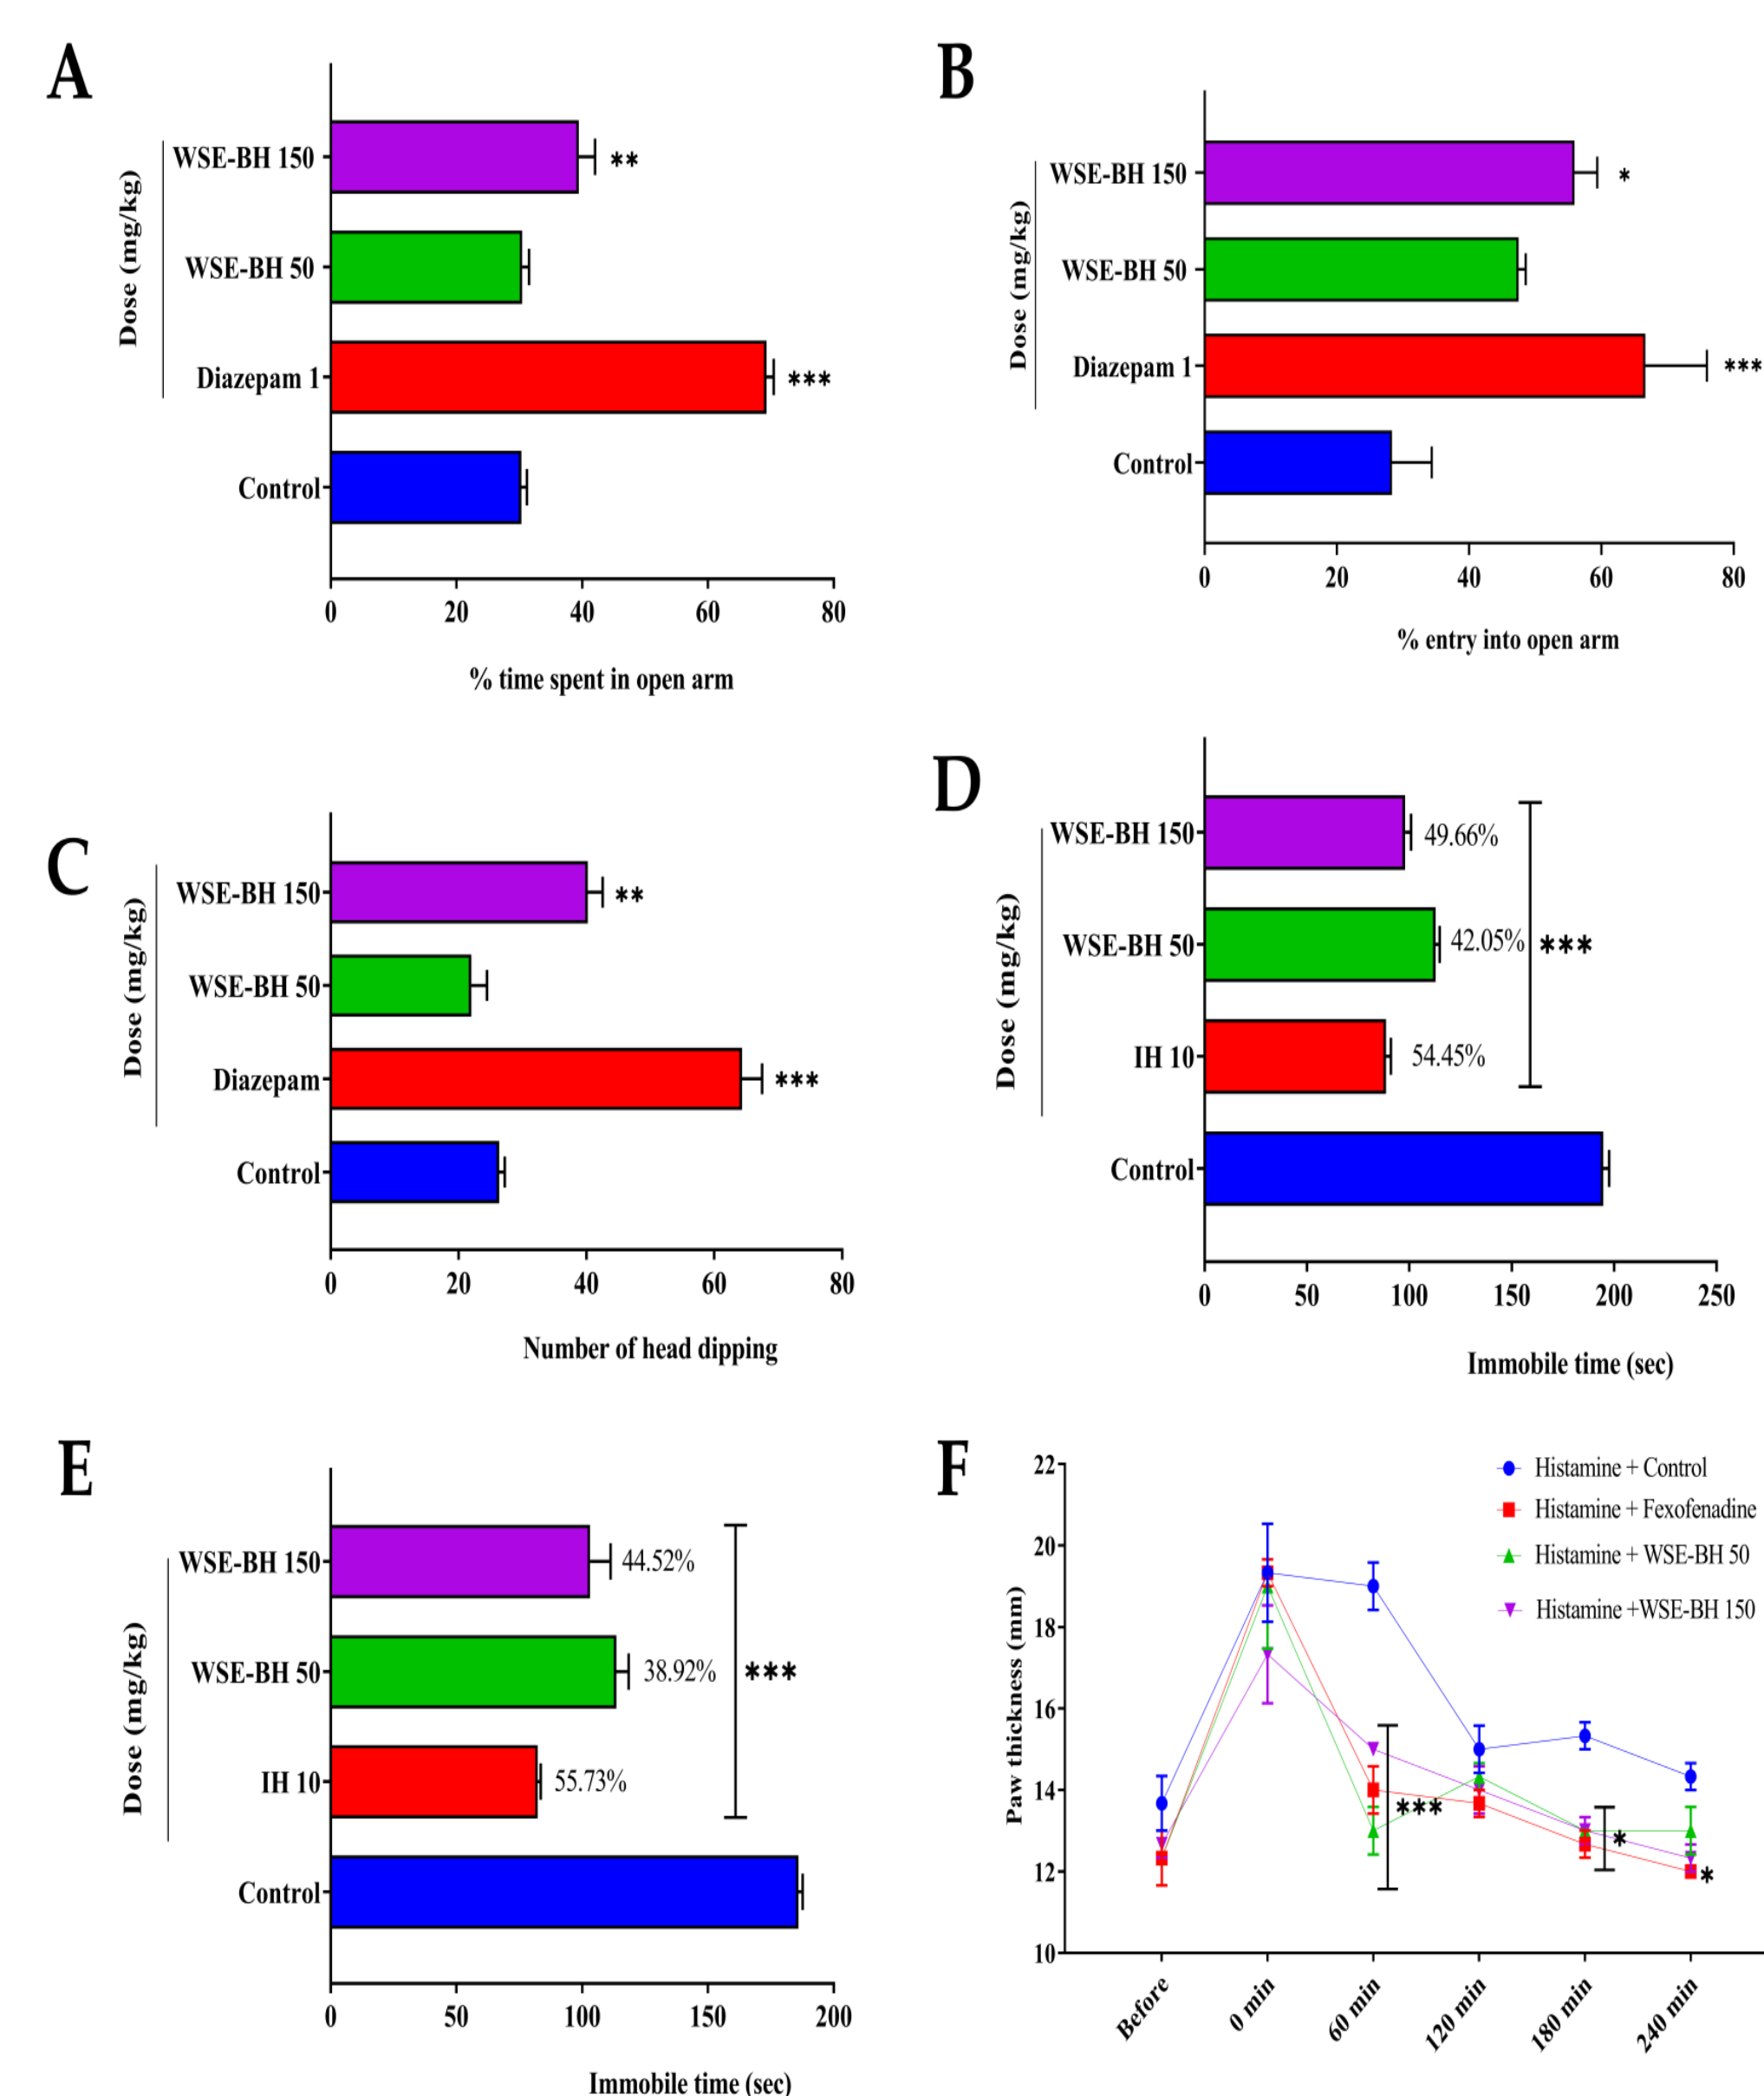 A
Dose (mg/kg)
WSE-BH 150
**
WSE-BH 50
Diazepam 1
***
Control
0 20 40 60 80
% time spent in open arm
B
Dose (mg/kg)
WSE-BH 150
*
WSE-BH 50
Diazepam 1
***
Control
0 20 40 60 80
% entry into open arm
C
Dose (mg/kg)
WSE-BH 150
**
WSE-BH 50
Diazepam
***
Control
0 20 40 60 80
Number of head dipping
D
Dose (mg/kg)
WSE-BH 150
49.66%
WSE-BH 50
42.05%
***
IH 10
54.45%
Control
0 50 100 150 200 250
Immobile time (sec)
E
Dose (mg/kg)
WSE-BH 150
44.52%
WSE-BH 50
38.92%
***
IH 10
55.73%
Control
0 50 100 150 200
Immobile time (sec)
F
Paw thickness (mm)
22
20
18
16
14
12
10
Histamine + Control
Histamine + Fexofenadine
Histamine + WSE-BH 50
Histamine +WSE-BH 150
***
*
*
Before 0 min 60 min 120 min 180 min 240 min